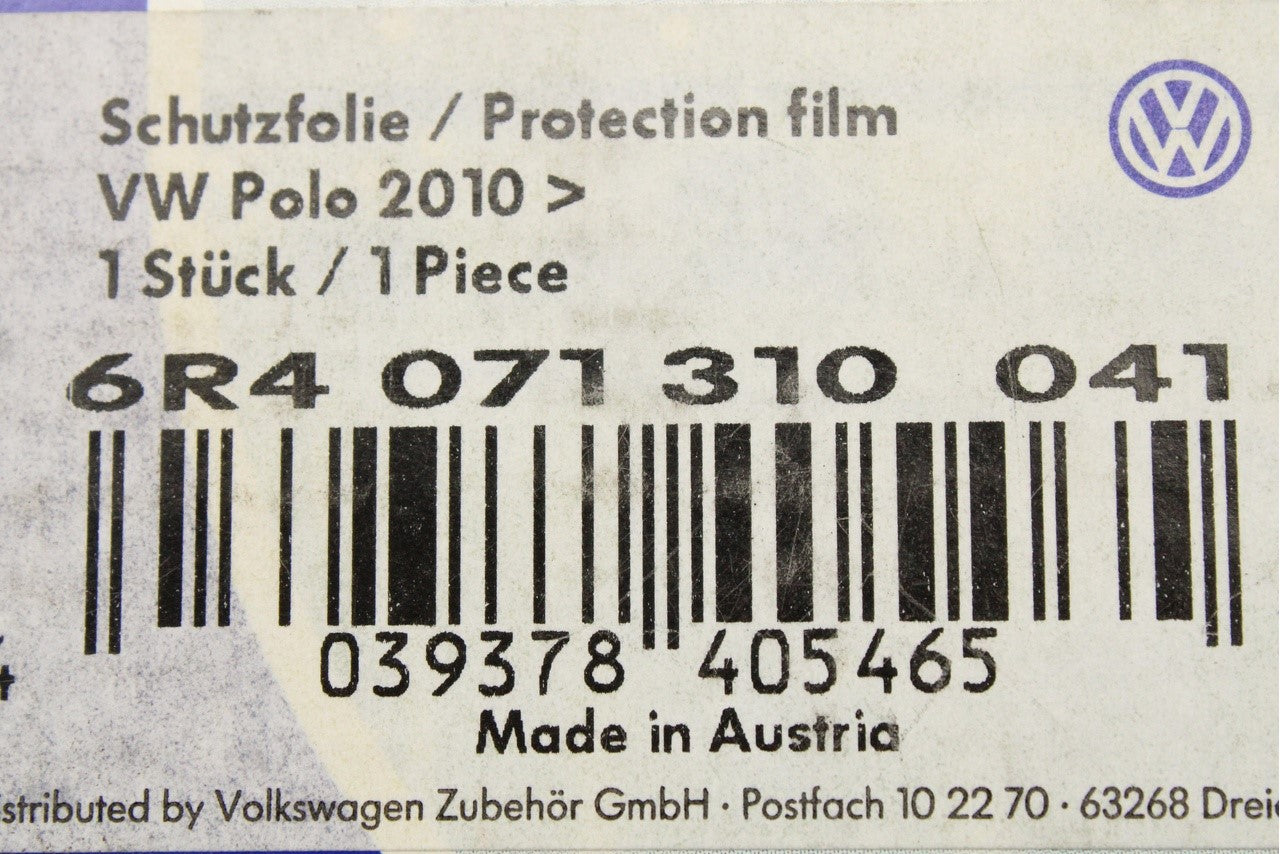 Schutzfolie / Protection film
VW Polo 2010 >
1 Stück / 1 Piece
6R4 071 310 041
039378 405465
Made in Austria
istributed by Volkswagen Zubehör GmbH · Postfach 10 22 70 · 63268 Dreie